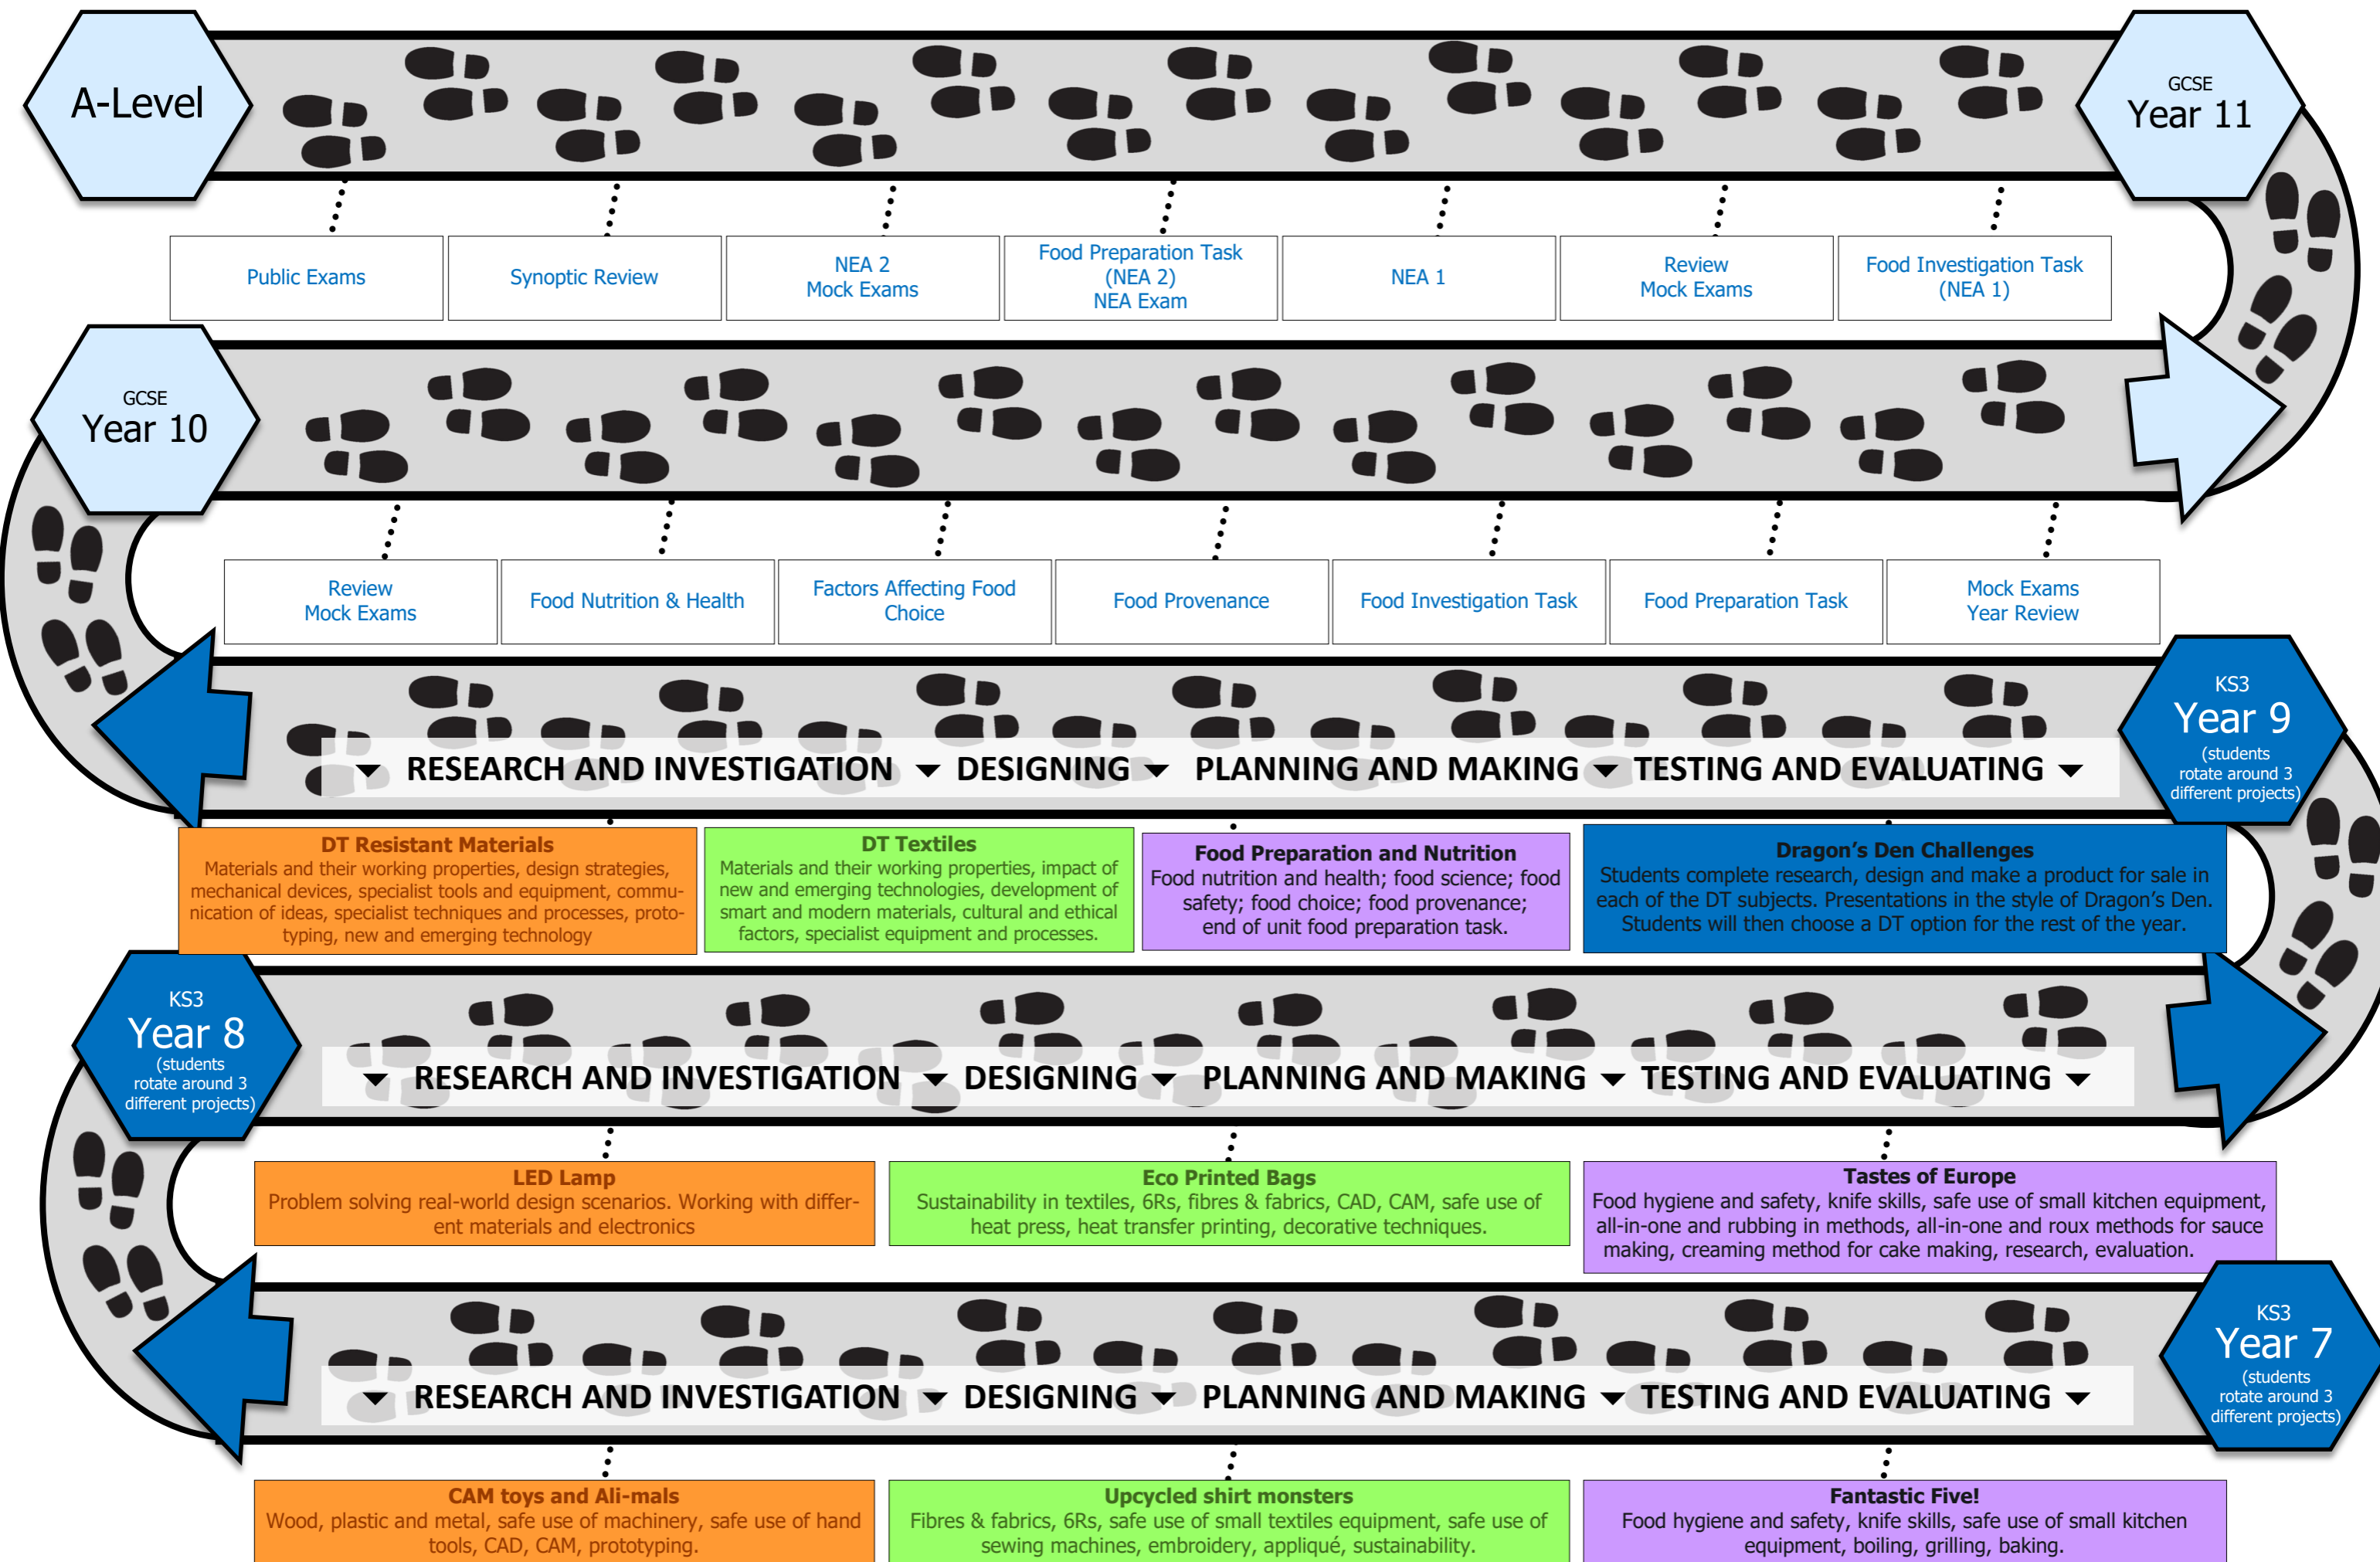 A-Level
GCSE
Year 11
Public Exams
Synoptic Review
NEA 2
Mock Exams
Food Preparation Task
(NEA 2)
NEA Exam
NEA 1
Review
Mock Exams
Food Investigation Task
(NEA 1)
GCSE
Year 10
Review
Mock Exams
Food Nutrition & Health
Factors Affecting Food
Choice
Food Provenance
Food Investigation Task
Food Preparation Task
Mock Exams
Year Review
KS3
Year 9
(students
rotate around 3
different projects)
RESEARCH AND INVESTIGATION DESIGNING PLANNING AND MAKING TESTING AND EVALUATING
DT Resistant Materials
Materials and their working properties, design strategies,
mechanical devices, specialist tools and equipment, commu-
nication of ideas, specialist techniques and processes, proto-
typing, new and emerging technology
DT Textiles
Materials and their working properties, impact of
new and emerging technologies, development of
smart and modern materials, cultural and ethical
factors, specialist equipment and processes.
Food Preparation and Nutrition
Food nutrition and health; food science; food
safety; food choice; food provenance;
end of unit food preparation task.
Dragon's Den Challenges
Students complete research, design and make a product for sale in
each of the DT subjects. Presentations in the style of Dragon's Den.
Students will then choose a DT option for the rest of the year.
KS3
Year 8
(students
rotate around 3
different projects)
RESEARCH AND INVESTIGATION DESIGNING PLANNING AND MAKING TESTING AND EVALUATING
LED Lamp
Problem solving real-world design scenarios. Working with differ-
ent materials and electronics
Eco Printed Bags
Sustainability in textiles, 6Rs, fibres & fabrics, CAD, CAM, safe use of
heat press, heat transfer printing, decorative techniques.
Tastes of Europe
Food hygiene and safety, knife skills, safe use of small kitchen equipment,
all-in-one and rubbing in methods, all-in-one and roux methods for sauce
making, creaming method for cake making, research, evaluation.
KS3
Year 7
(students
rotate around 3
different projects)
RESEARCH AND INVESTIGATION DESIGNING PLANNING AND MAKING TESTING AND EVALUATING
CAM toys and Ali-mals
Wood, plastic and metal, safe use of machinery, safe use of hand
tools, CAD, CAM, prototyping.
Upcycled shirt monsters
Fibres & fabrics, 6Rs, safe use of small textiles equipment, safe use of
sewing machines, embroidery, appliqué, sustainability.
Fantastic Five!
Food hygiene and safety, knife skills, safe use of small kitchen
equipment, boiling, grilling, baking.